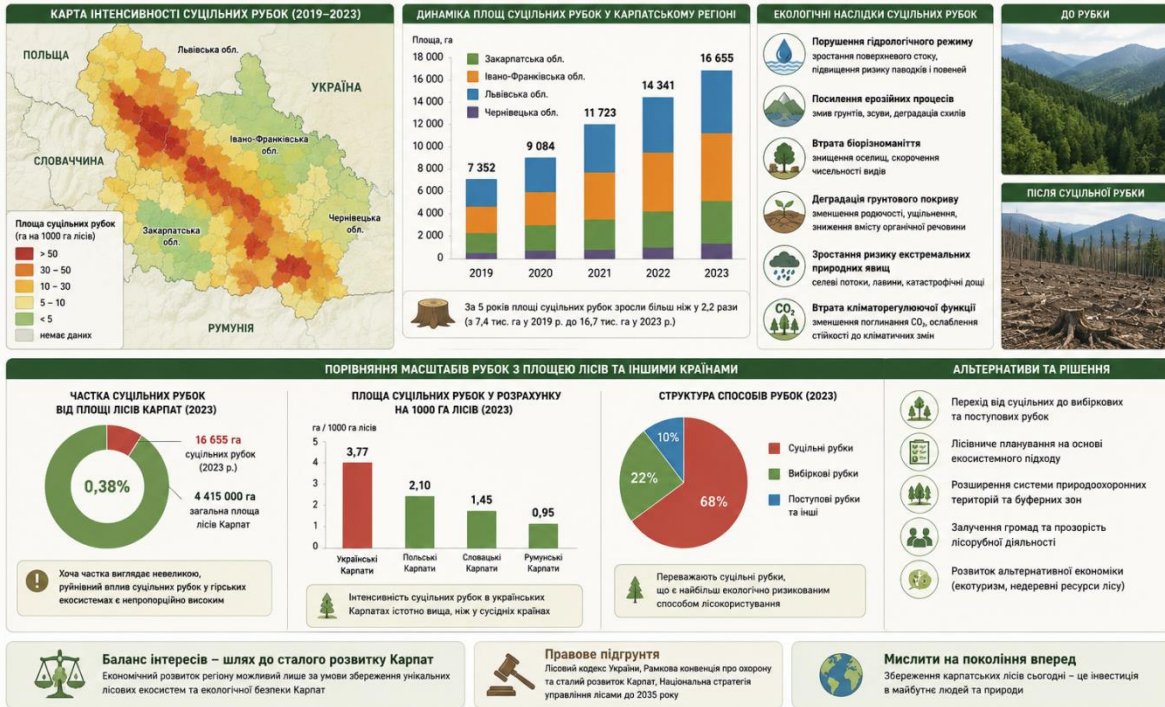 КАРТА ІНТЕНСИВНОСТІ СУЦІЛЬНИХ РУБОК (2019–2023)
ПОЛЬЩА
Львівська обл.
УКРАЇНА
СЛОВАЧЧИНА
Івано-Франківська
обл.
Чернівецька
обл.
Закарпатська
обл.
РУМУНІЯ
Площа суцільних рубок
(га на 1000 га лісів)
> 50
30 – 50
10 – 30
5 – 10
< 5
немає даних
ДИНАМІКА ПЛОЩ СУЦІЛЬНИХ РУБОК У КАРПАТСЬКОМУ РЕГІОНІ
Площа, га
18 000
16 000
14 000
12 000
10 000
8 000
6 000
4 000
2 000
0
Закарпатська обл.
Івано-Франківська обл.
Львівська обл.
Чернівецька обл.
7 352
9 084
11 723
14 341
16 655
2019
2020
2021
2022
2023
За 5 років площі суцільних рубок зросли більш ніж у 2,2 рази
(з 7,4 тис. га у 2019 р. до 16,7 тис. га у 2023 р.)
ЕКОЛОГІЧНІ НАСЛІДКИ СУЦІЛЬНИХ РУБОК
Порушення гідрологічного режиму
зростання поверхневого стоку,
підвищення ризику паводків і повеней
Посилення ерозійних процесів
змив ґрунтів, зсуви, деградація схилів
Втрата біорізноманіття
знищення оселищ, скорочення
чисельності видів
Деградація ґрунтового покриву
зменшення родючості, ущільнення,
зниження вмісту органічної речовини
Зростання ризику екстремальних
природних явищ
селеві потоки, лавини, катастрофічні дощі
CO₂
Втрата кліматорегулюючої функції
зменшення поглинання CO₂, ослаблення
стійкості до кліматичних змін
ДО РУБКИ
ПІСЛЯ СУЦІЛЬНОЇ РУБКИ
ПОРІВНЯННЯ МАСШТАБІВ РУБОК З ПЛОЩЕЮ ЛІСІВ ТА ІНШИМИ КРАЇНАМИ
ЧАСТКА СУЦІЛЬНИХ РУБОК
ВІД ПЛОЩІ ЛІСІВ КАРПАТ (2023)
0,38%
16 655 га
суцільних рубок
(2023 р.)
4 415 000 га
загальна площа
лісів Карпат
Хоча частка виглядає невеликою,
руйнівний вплив суцільних рубок у гірських
екосистемах є непропорційно високим
ПЛОЩА СУЦІЛЬНИХ РУБОК У РОЗРАХУНКУ
НА 1000 ГА ЛІСІВ (2023)
га / 1000 га лісів
5
4
3
2
1
0
3,77
2,10
1,45
0,95
Українські
Карпати
Польські
Карпати
Словацькі
Карпати
Румунські
Карпати
Інтенсивність суцільних рубок в українських
Карпатах істотно вища, ніж у сусідніх країнах
СТРУКТУРА СПОСОБІВ РУБОК (2023)
10%
22%
68%
Суцільні рубки
Вибіркові рубки
Поступові рубки
та інші
Переважають суцільні рубки,
що є найбільш екологічно ризикованим
способом лісокористування
АЛЬТЕРНАТИВИ ТА РІШЕННЯ
Перехід від суцільних до вибіркових
та поступових рубок
Лісівниче планування на основі
екосистемного підходу
Розширення системи природоохоронних
територій та буферних зон
Залучення громад та прозорість
лісорубної діяльності
Розвиток альтернативної економіки
(екотуризм, недеревні ресурси лісу)
Баланс інтересів – шлях до сталого розвитку Карпат
Економічний розвиток регіону можливий лише за умови збереження унікальних
лісових екосистем та екологічної безпеки Карпат
Правове підґрунтя
Лісовий кодекс України, Рамкова конвенція про охорону
та сталий розвиток Карпат, Національна стратегія
управління лісами до 2035 року
Мислити на покоління вперед
Збереження карпатських лісів сьогодні – це інвестиція
в майбутнє людей та природи